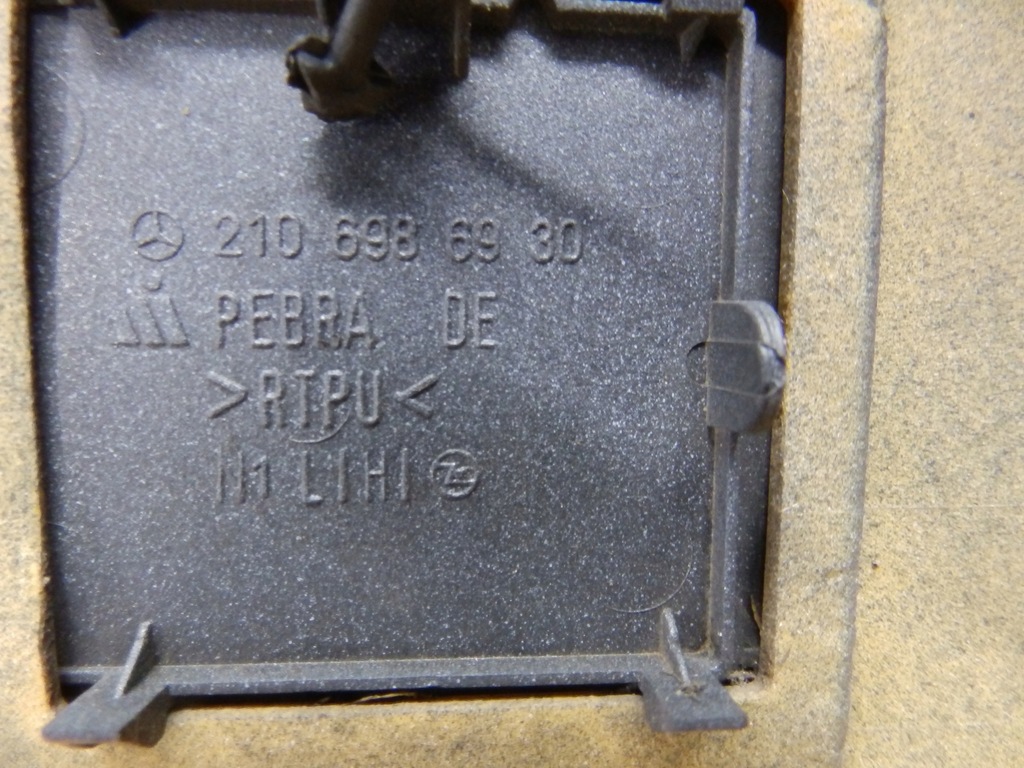 210 698 69 30
PEBRA DE
>RTPU<
LIHI